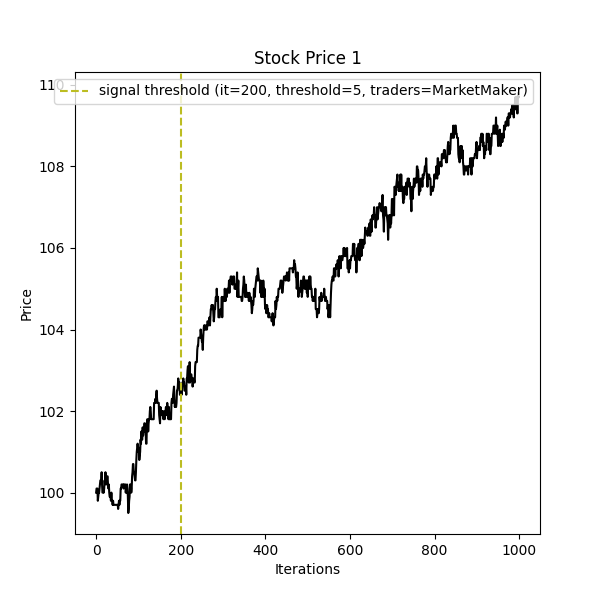 Stock Price 1
signal threshold (it=200, threshold=5, traders=MarketMaker)
110
108
106
104
102
100
Price
0 200 400 600 800 1000
Iterations